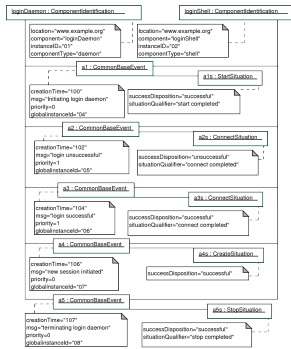 loginDaemon : ComponentIdentification
loginShell : ComponentIdentification
location="www.example.org"
component="loginDaemon"
instanceID="01"
componentType="daemon"
location="www.example.org"
component="loginShell"
instanceID="02"
componentType="shell"
a1 : CommonBaseEvent
a1s : StartSituation
creationTime="100"
msg="Initiating login daemon"
priority=0
globalInstanceId="04"
successDisposition="successful"
situationQualifier="start completed"
a2 : CommonBaseEvent
a2s : ConnectSituation
creationTime="102"
msg="login unsuccessful"
priority=1
globalInstanceId="05"
successDisposition="unsuccessful"
situationQualifier="connect completed"
a3 : CommonBaseEvent
a3s : ConnectSituation
creationTime="104"
msg="login successful"
priority=1
globalInstanceId="06"
successDisposition="successful"
situationQualifier="connect completed"
a4 : CommonBaseEvent
a4s : CreateSituation
creationTime="106"
msg="new session initiated"
priority=0
globalInstanceId="07"
successDisposition="successful"
a5 : CommonBaseEvent
a5s : StopSituation
creationTime="107"
msg="terminating login daemon"
priority=0
globalInstanceId="08"
successDisposition="successful"
situationQualifier="stop completed"